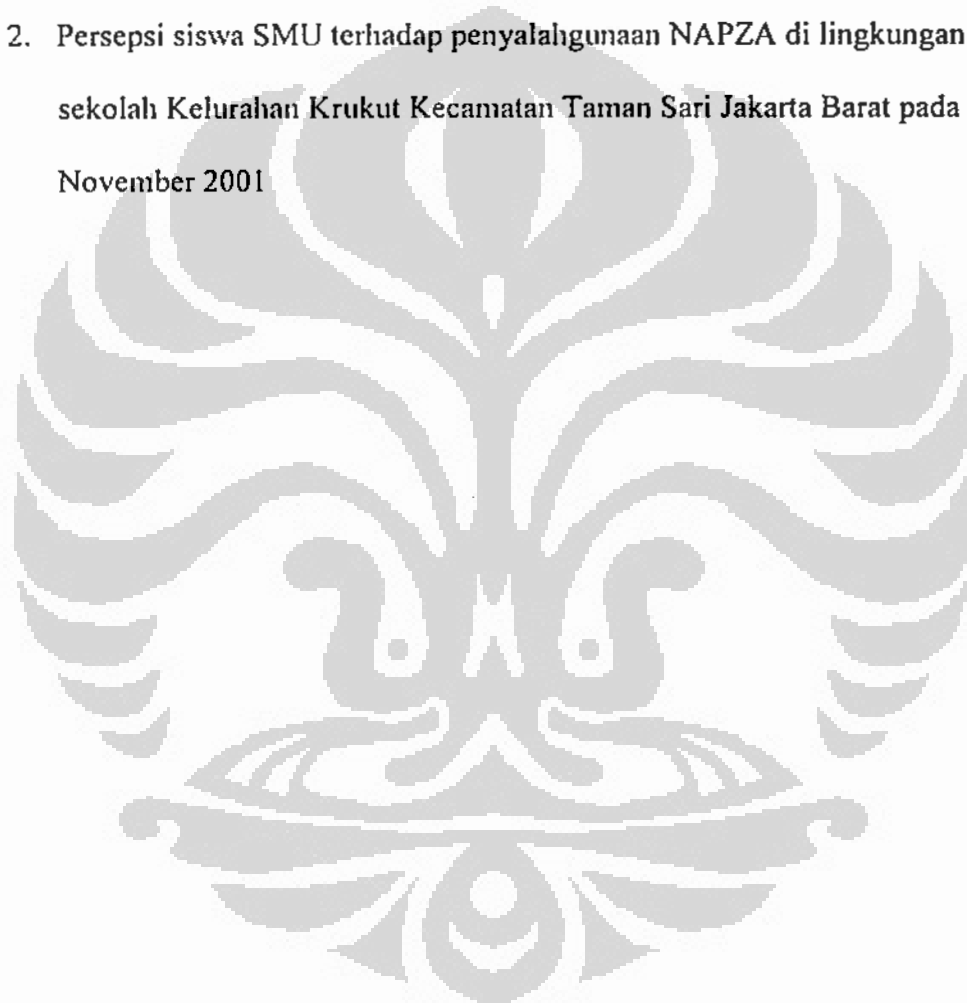 2. Persepsi siswa SMU terhadap penyalahgunaan NAPZA di lingkungan
sekolah Kelurahan Krukut Kecamatan Taman Sari Jakarta Barat pada
November 2001